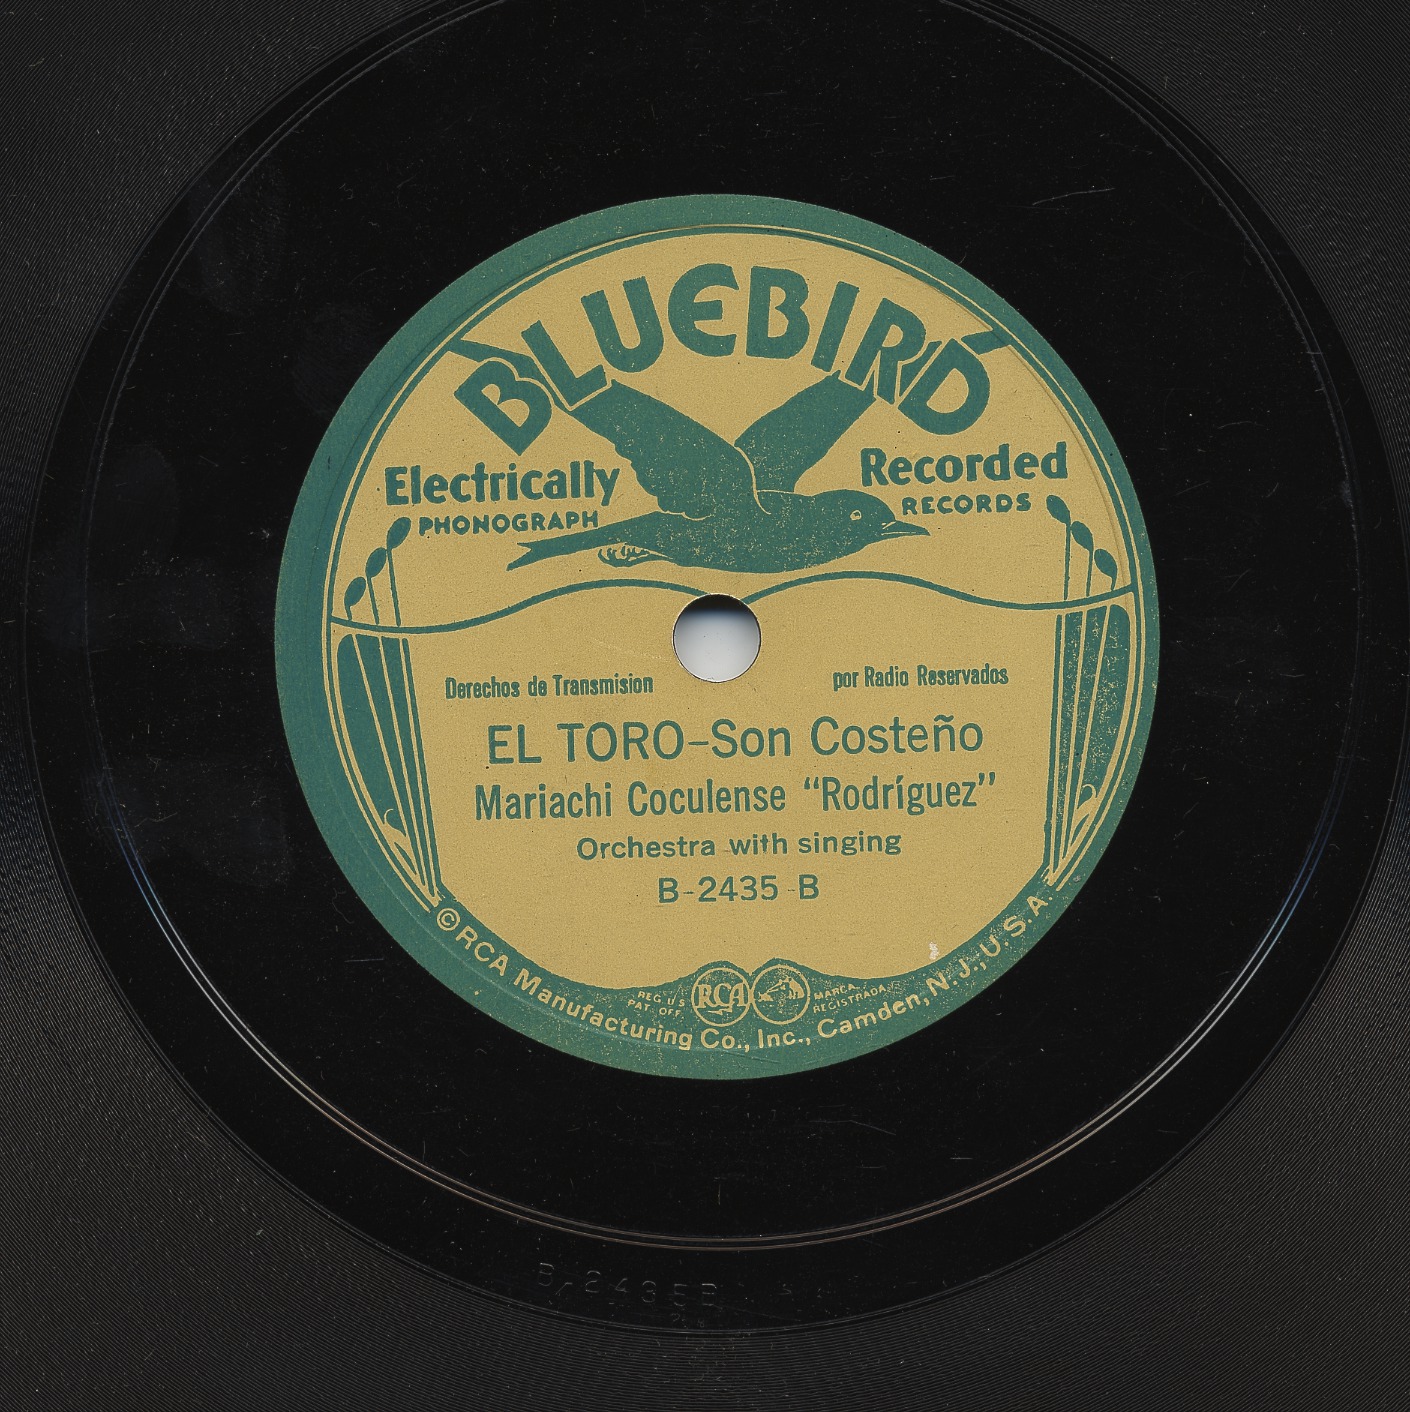 BLUEBIRD
Electrically Recorded
PHONOGRAPH RECORDS
Derechos de Transmision por Radio Reservados
EL TORO-Son Costeño
Mariachi Coculense "Rodríguez"
Orchestra with singing
B-2435-B
REG. U S
PAT. OFF.
RCA
MARCA
REGISTRADA
© RCA Manufacturing Co., Inc., Camden, N. J., U.S.A.
B-2435B